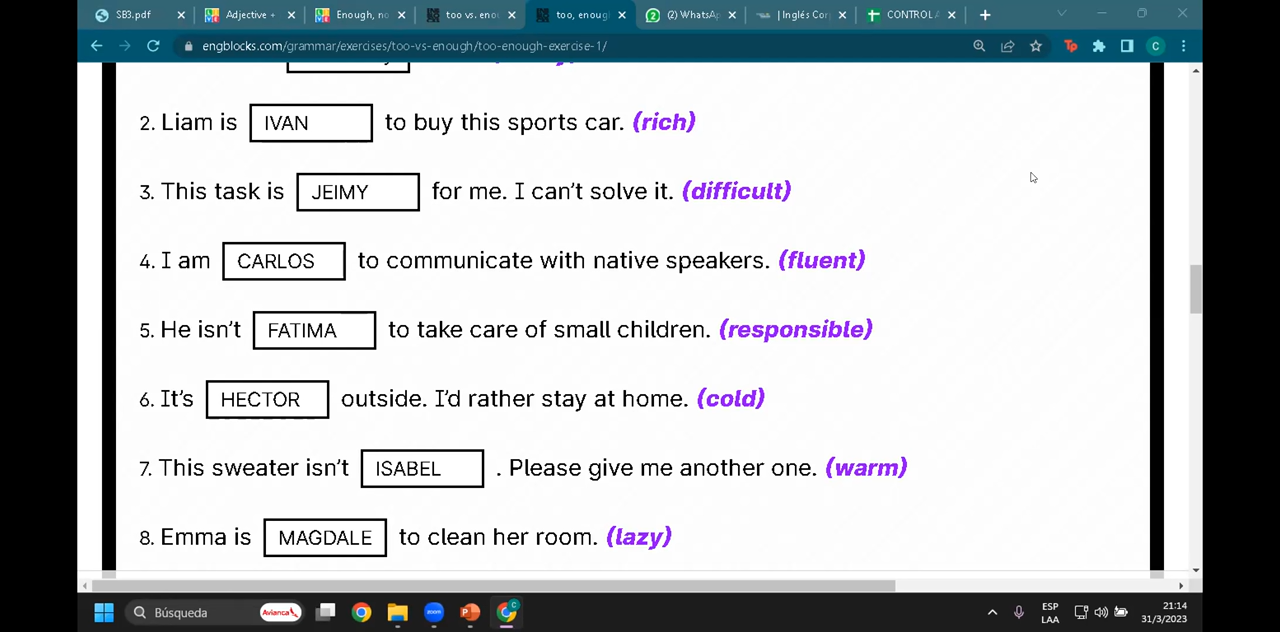 SB3.pdf
Adjective +
Enough, no
too vs. enou
too, enoug
(2) WhatsAp
| Inglés Cor
CONTROL A
engblocks.com/grammar/exercises/too-vs-enough/too-enough-exercise-1/
2. Liam is IVAN to buy this sports car. (rich)
3. This task is JEIMY for me. I can't solve it. (difficult)
4. I am CARLOS to communicate with native speakers. (fluent)
5. He isn't FATIMA to take care of small children. (responsible)
6. It's HECTOR outside. I'd rather stay at home. (cold)
7. This sweater isn't ISABEL . Please give me another one. (warm)
8. Emma is MAGDALE to clean her room. (lazy)
Búsqueda
Avianca
zoom
ESP
LAA
21:14
31/3/2023